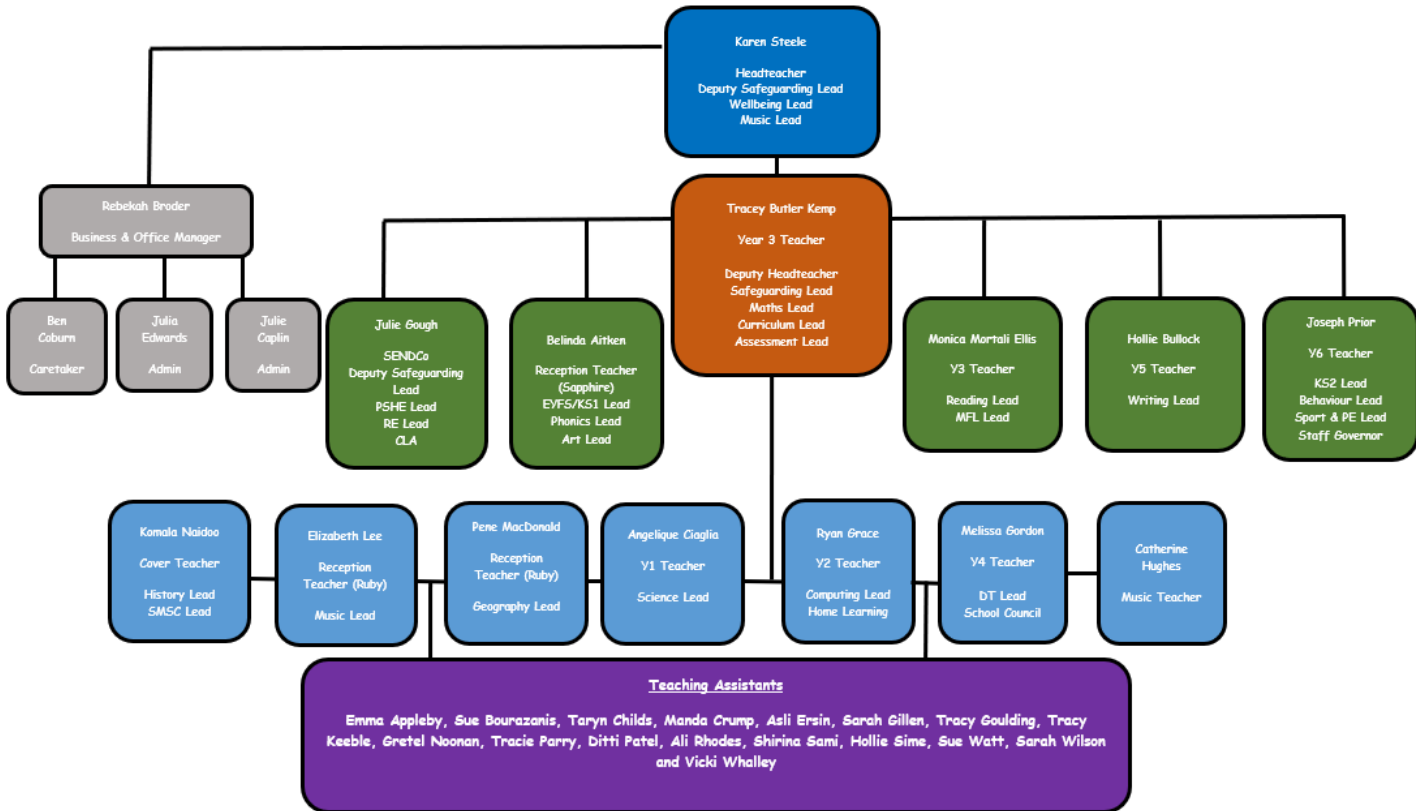 Karen Steele
Headteacher
Deputy Safeguarding Lead
Wellbeing Lead
Music Lead
Rebekah Broder
Business & Office Manager
Tracey Butler Kemp
Year 3 Teacher
Deputy Headteacher
Safeguarding Lead
Maths Lead
Curriculum Lead
Assessment Lead
Ben
Coburn
Caretaker
Julia
Edwards
Admin
Julie
Caplin
Admin
Julie Gough
SENDCo
Deputy Safeguarding
Lead
PSHE Lead
RE Lead
CLA
Belinda Aitken
Reception Teacher
(Sapphire)
EYFS/KS1 Lead
Phonics Lead
Art Lead
Monica Mortali Ellis
Y3 Teacher
Reading Lead
MFL Lead
Hollie Bullock
Y5 Teacher
Writing Lead
Joseph Prior
Y6 Teacher
KS2 Lead
Behaviour Lead
Sport & PE Lead
Staff Governor
Komala Naidoo
Cover Teacher
History Lead
SMSC Lead
Elizabeth Lee
Reception
Teacher (Ruby)
Music Lead
Pene MacDonald
Reception
Teacher (Ruby)
Geography Lead
Angelique Ciaglia
Y1 Teacher
Science Lead
Ryan Grace
Y2 Teacher
Computing Lead
Home Learning
Melissa Gordon
Y4 Teacher
DT Lead
School Council
Catherine
Hughes
Music Teacher
Teaching Assistants
Emma Appleby, Sue Bourazanis, Taryn Childs, Manda Crump, Asli Ersin, Sarah Gillen, Tracy Goulding, Tracy
Keeble, Gretel Noonan, Tracie Parry, Ditti Patel, Ali Rhodes, Shirina Sami, Hollie Sime, Sue Watt, Sarah Wilson
and Vicki Whalley